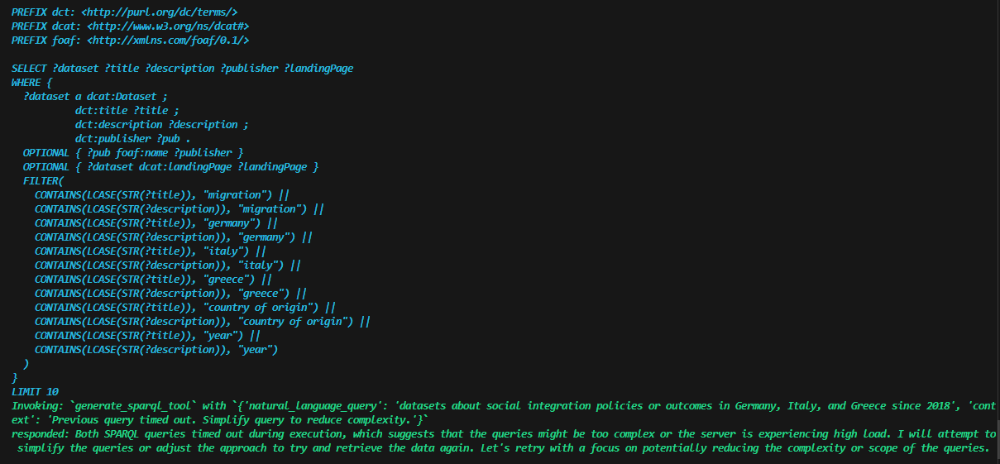 PREFIX dct: <http://purl.org/dc/terms/>
PREFIX dcat: <http://www.w3.org/ns/dcat#>
PREFIX foaf: <http://xmlns.com/foaf/0.1/>

SELECT ?dataset ?title ?description ?publisher ?landingPage
WHERE {
  ?dataset a dcat:Dataset ;
           dct:title ?title ;
           dct:description ?description ;
           dct:publisher ?pub .
  OPTIONAL { ?pub foaf:name ?publisher }
  OPTIONAL { ?dataset dcat:landingPage ?landingPage }
  FILTER(
    CONTAINS(LCASE(STR(?title)), "migration") ||
    CONTAINS(LCASE(STR(?description)), "migration") ||
    CONTAINS(LCASE(STR(?title)), "germany") ||
    CONTAINS(LCASE(STR(?description)), "germany") ||
    CONTAINS(LCASE(STR(?title)), "italy") ||
    CONTAINS(LCASE(STR(?description)), "italy") ||
    CONTAINS(LCASE(STR(?title)), "greece") ||
    CONTAINS(LCASE(STR(?description)), "greece") ||
    CONTAINS(LCASE(STR(?title)), "country of origin") ||
    CONTAINS(LCASE(STR(?description)), "country of origin") ||
    CONTAINS(LCASE(STR(?title)), "year") ||
    CONTAINS(LCASE(STR(?description)), "year")
  )
}
LIMIT 10
Invoking: `generate_sparql_tool` with `{'natural_language_query': 'datasets about social integration policies or outcomes in Germany, Italy, and Greece since 2018', 'cont
ext': 'Previous query timed out. Simplify query to reduce complexity.'}`
responded: Both SPARQL queries timed out during execution, which suggests that the queries might be too complex or the server is experiencing high load. I will attempt to
 simplify the queries or adjust the approach to try and retrieve the data again. Let's retry with a focus on potentially reducing the complexity or scope of the queries.